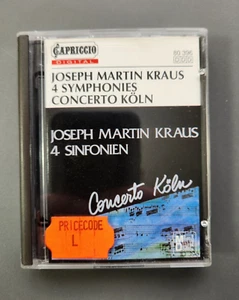 CAPRICCIO
DIGITAL
JOSEPH MARTIN KRAUS
4 SYMPHONIES
CONCERTO KÖLN
JOSEPH MARTIN KRAUS
4 SINFONIEN
Concerto Köln
PRICECODE
L